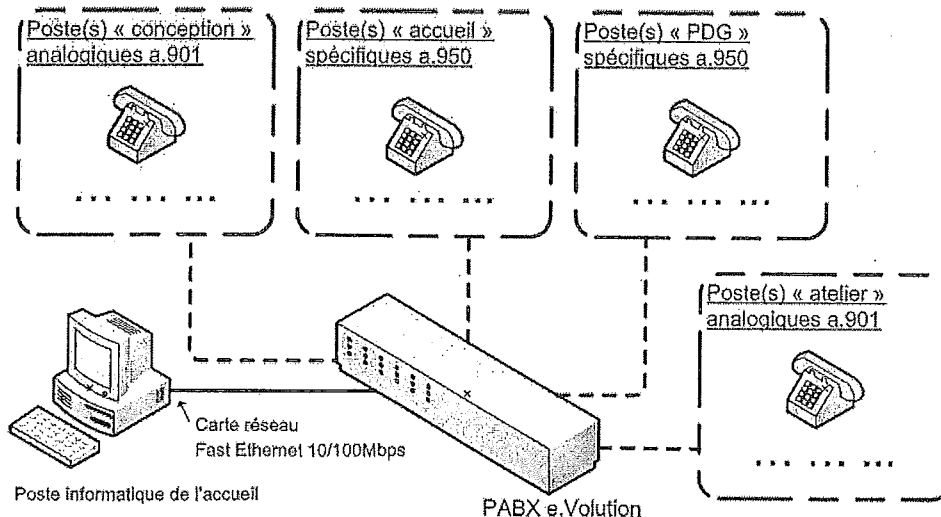 Poste(s) « conception »
analogiques a.901
Poste(s) « accueil »
spécifiques a.950
Poste(s) « PDG »
spécifiques a.950
... ... ...
... ... ...
... ... ...
Poste(s) « atelier »
analogiques a.901
... ... ...
Carte réseau
Fast Ethernet 10/100Mbps
Poste informatique de l'accueil
PABX e.Volution